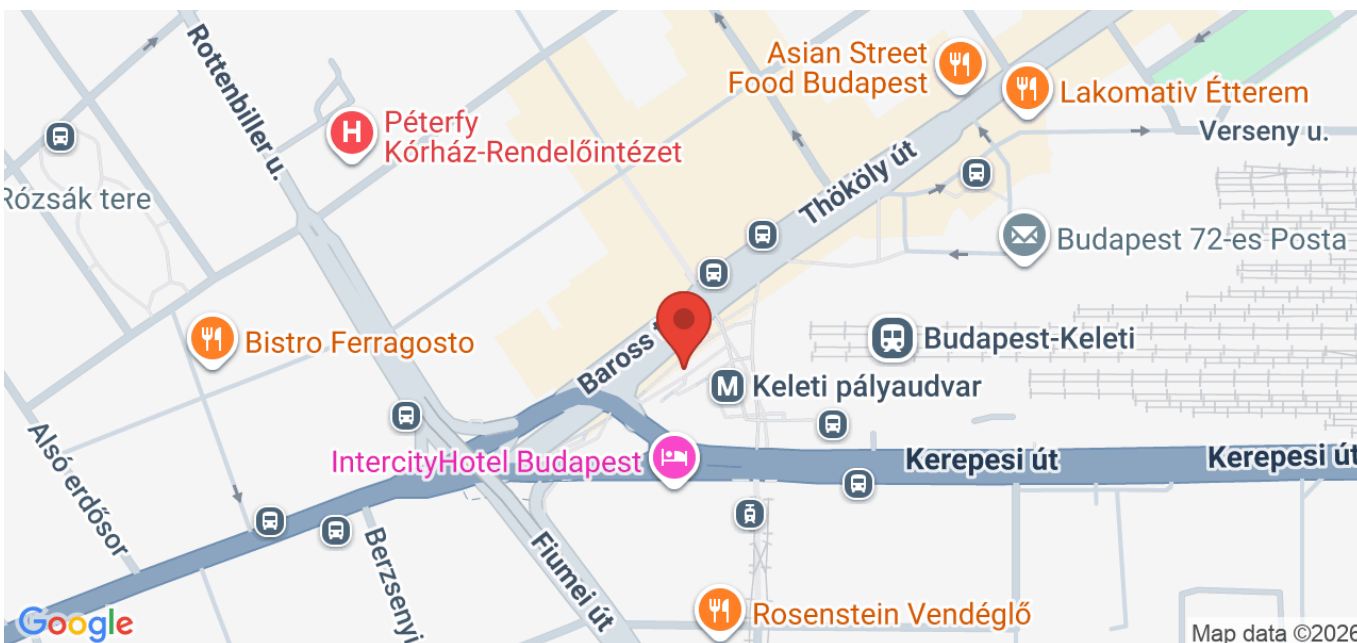 Rottenbiller u.
Asian Street
Food Budapest
Lakomativ Étterem
Péterfy
Kórház-Rendelőintézet
Verseny u.
Thököly út
Rózsák tere
Budapest 72-es Posta
Bistro Ferragosto
Baross
Budapest-Keleti
Keleti pályaudvar
M
H
IntercityHotel Budapest
Kerepesi út
Kerepesi út
Alsó erdősor
Berzsenyi
Fiumei út
Rosenstein Vendéglő
Google
Map data ©2026